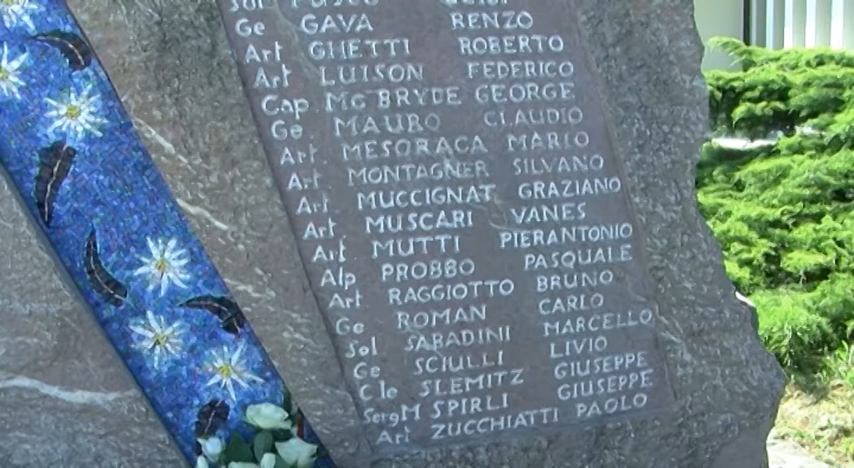 Sol
Ge GAVA RENZO
Art GHETTI ROBERTO
Art LUISON FEDERICO
Cap MC BRYDE GEORGE
Ge MAURO CLAUDIO
Art MESORACA MARIO
Art MONTAGNER SILVANO
Art MUCCIGNAT GRAZIANO
Art MUSCARI VANES
Art MUTTI PIERANTONIO
Alp PROBBO PASQUALE
Art RAGGIOTTO BRUNO
Ge ROMAN CARLO
Sol SABADINI MARCELLO
Ge SCIULLI LIVIO
Cle SLEMITZ GIUSEPPE
SergM SPIRLI GIUSEPPE
Art ZUCCHIATTI PAOLO